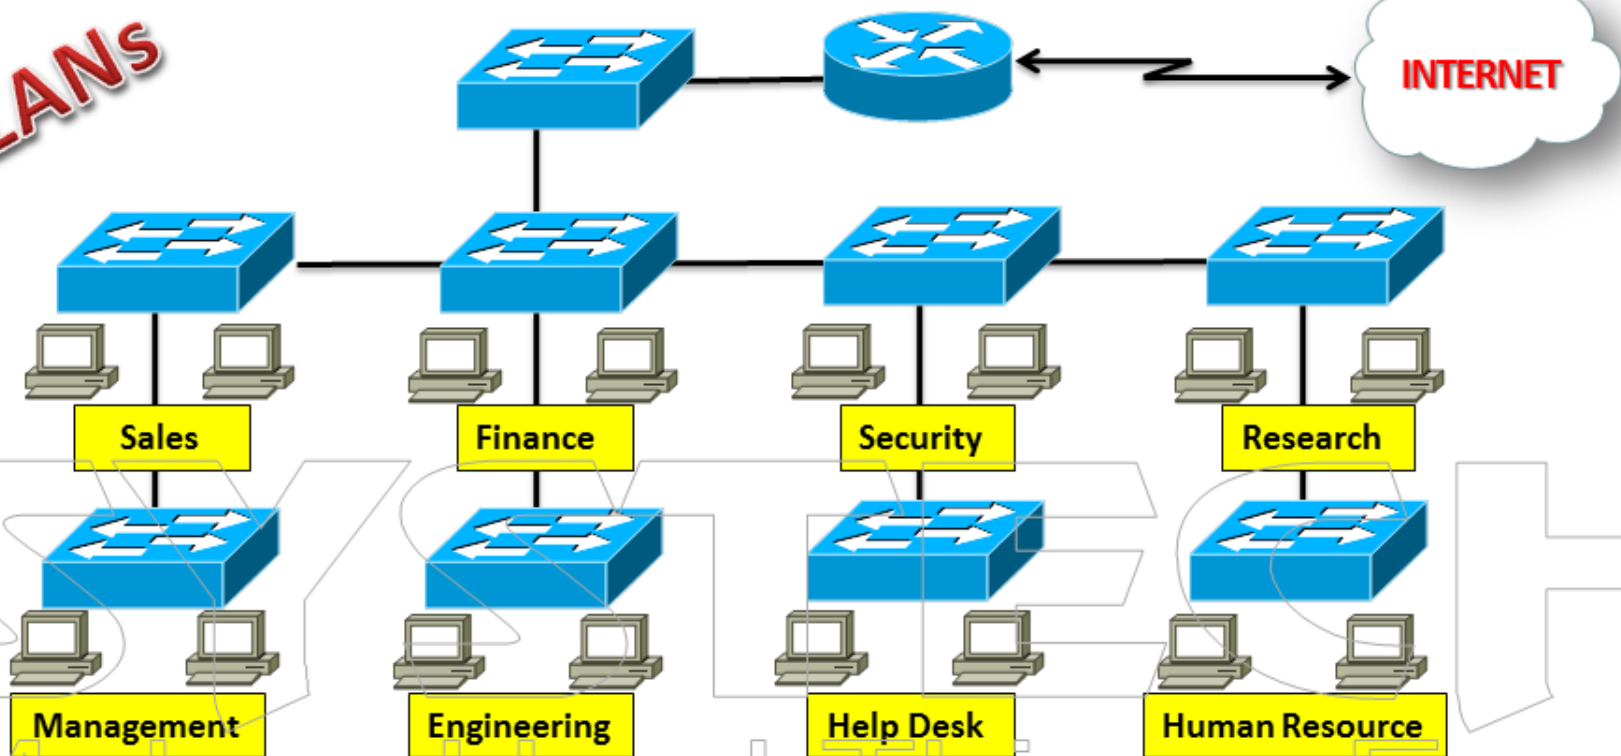 LANs
INTERNET
Sales
Finance
Security
Research
Management
Engineering
Help Desk
Human Resource